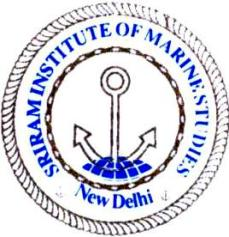 SRIRAM INSTITUTE OF MARINE STUDIES
New Delhi